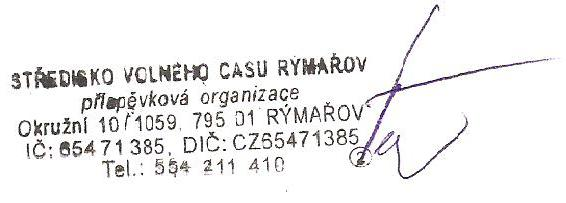 STŘEDISKO VOLNÉHO ČASU RÝMAŘOV
příspěvková organizace
Okružní 10/1059, 795 01 RÝMAŘOV
IČ: 65471385, DIČ: CZ65471385
Tel.: 554 211 410
2